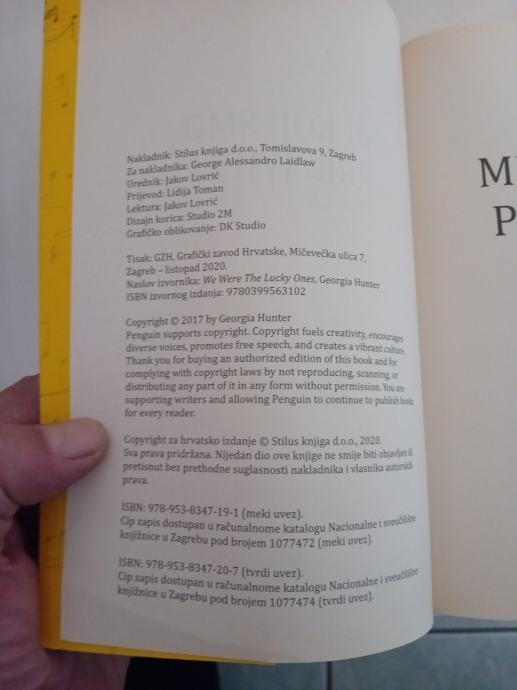 Nakladnik: Stilus knjiga d.o.o., Tomislavova 9, Zagreb
Za nakladnika: George Alessandro Laidlaw
Urednik: Jakov Lovrić
Prijevod: Lidija Toman
Lektura: Jakov Lovrić
Dizajn korica: Studio 2M
Grafičko oblikovanje: DK Studio
Tisak: GZH, Grafički zavod Hrvatske, Mičevečka ulica 7,
Zagreb – listopad 2020.
Naslov izvornika: We Were The Lucky Ones, Georgia Hunter
ISBN izvornog izdanja: 9780399563102
Copyright © 2017 by Georgia Hunter
Penguin supports copyright. Copyright fuels creativity, encourages
diverse voices, promotes free speech, and creates a vibrant culture.
Thank you for buying an authorized edition of this book and for
complying with copyright laws by not reproducing, scanning, or
distributing any part of it in any form without permission. You are
supporting writers and allowing Penguin to continue to publish books
for every reader.
Copyright za hrvatsko izdanje © Stilus knjiga d.o.o., 2020.
Sva prava pridržana. Nijedan dio ove knjige ne smije biti objavljen ili
pretisnut bez prethodne suglasnosti nakladnika i vlasnika autorskih
prava.
ISBN: 978-953-8347-19-1 (meki uvez).
Cip zapis dostupan u računalnome katalogu Nacionalne i sveučilišne
knjižnice u Zagrebu pod brojem 1077472 (meki uvez).
ISBN: 978-953-8347-20-7 (tvrdi uvez).
Cip zapis dostupan u računalnome katalogu Nacionalne i sveučilišne
knjižnice u Zagrebu pod brojem 1077474 (tvrdi uvez).